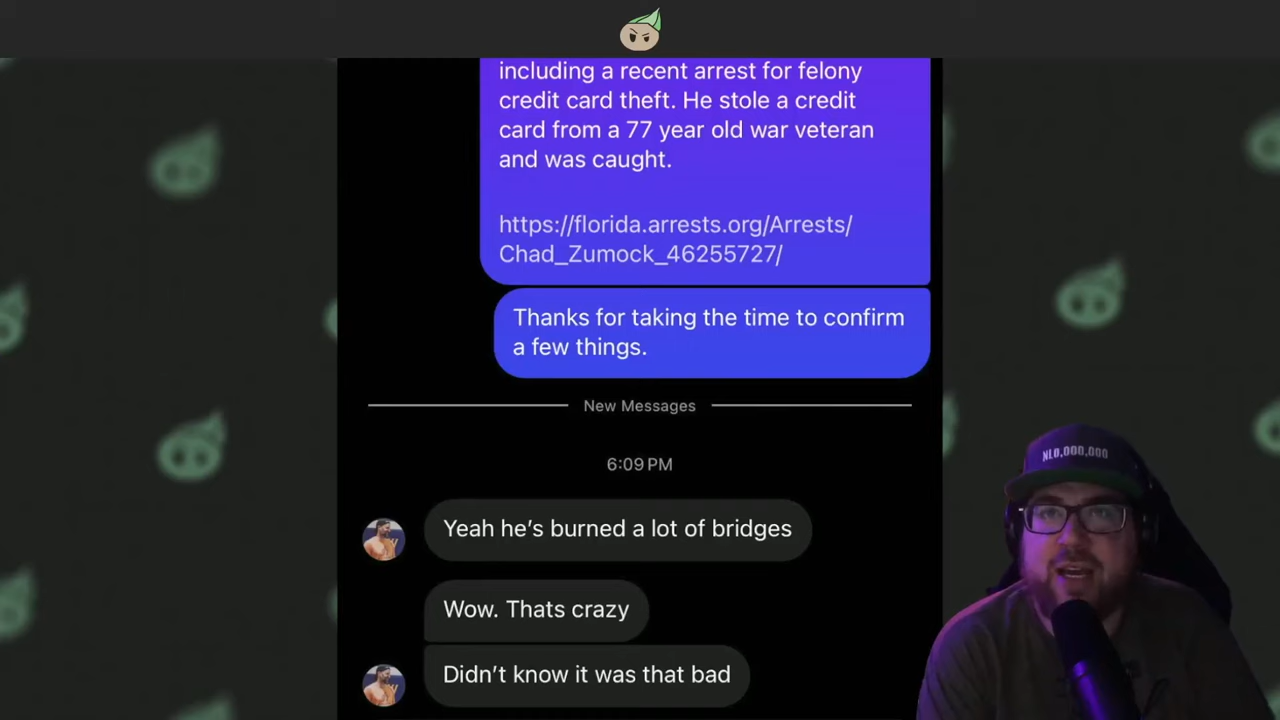 including a recent arrest for felony
credit card theft. He stole a credit
card from a 77 year old war veteran
and was caught.
https://florida.arrests.org/Arrests/
Chad_Zumock_46255727/
Thanks for taking the time to confirm
a few things.
New Messages
6:09 PM
Yeah he’s burned a lot of bridges
Wow. Thats crazy
Didn’t know it was that bad